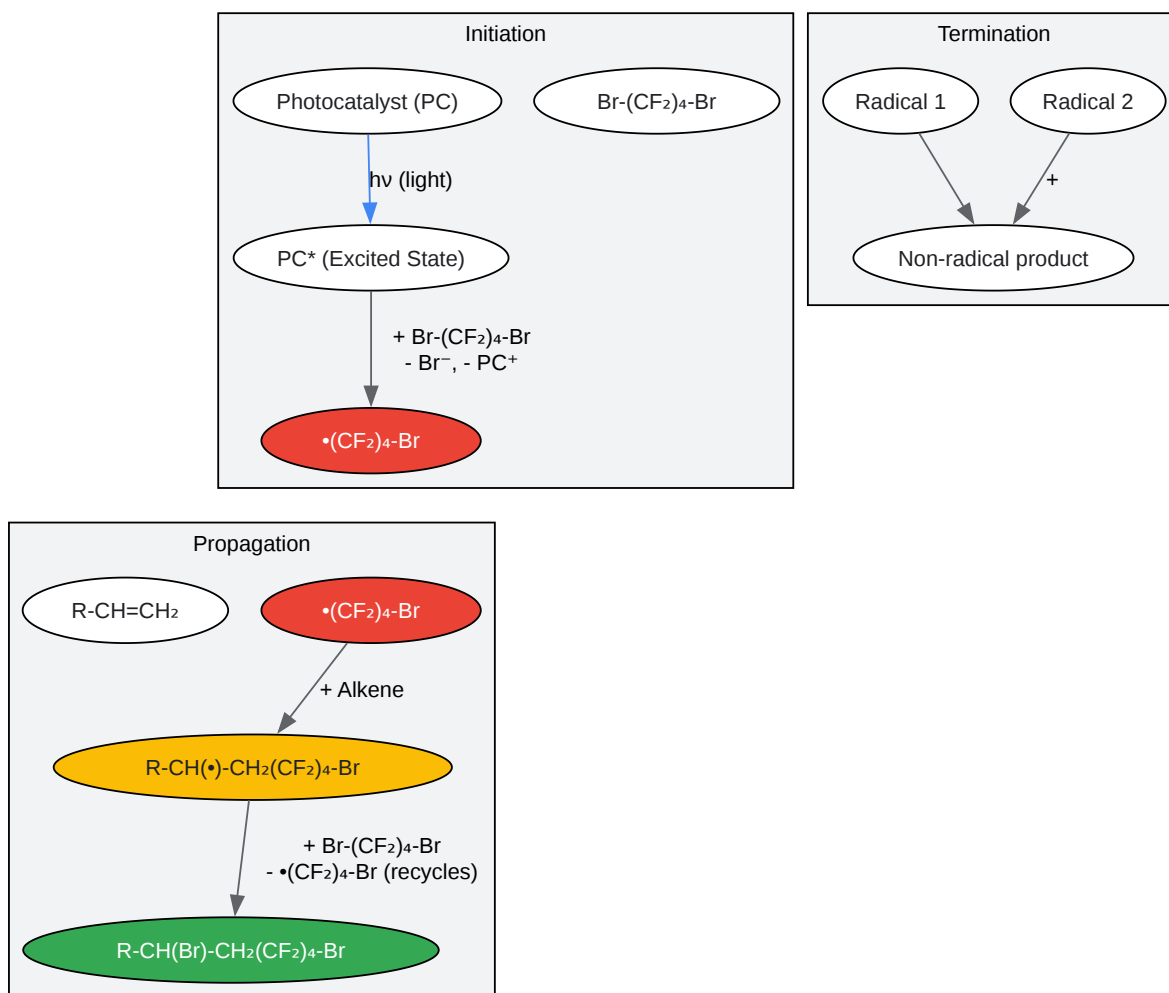 Initiation
Photocatalyst (PC)
Br-(CF₂)₄-Br
hν (light)
PC* (Excited State)
+ Br-(CF₂)₄-Br
- Br⁻, - PC⁺
•(CF₂)₄-Br
Termination
Radical 1
Radical 2
+
Non-radical product
Propagation
R-CH=CH₂
•(CF₂)₄-Br
+ Alkene
R-CH(•)-CH₂(CF₂)₄-Br
+ Br-(CF₂)₄-Br
- •(CF₂)₄-Br (recycles)
R-CH(Br)-CH₂(CF₂)₄-Br